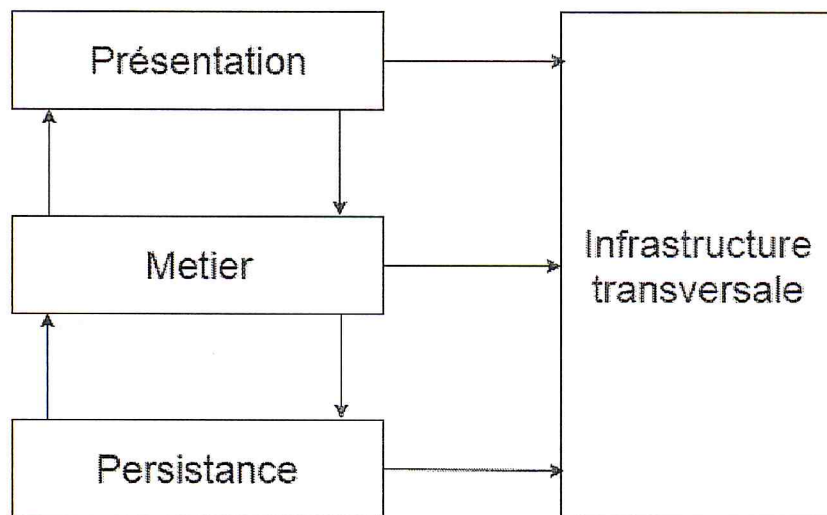 Présentation
Metier
Infrastructure
transversale
Persistance